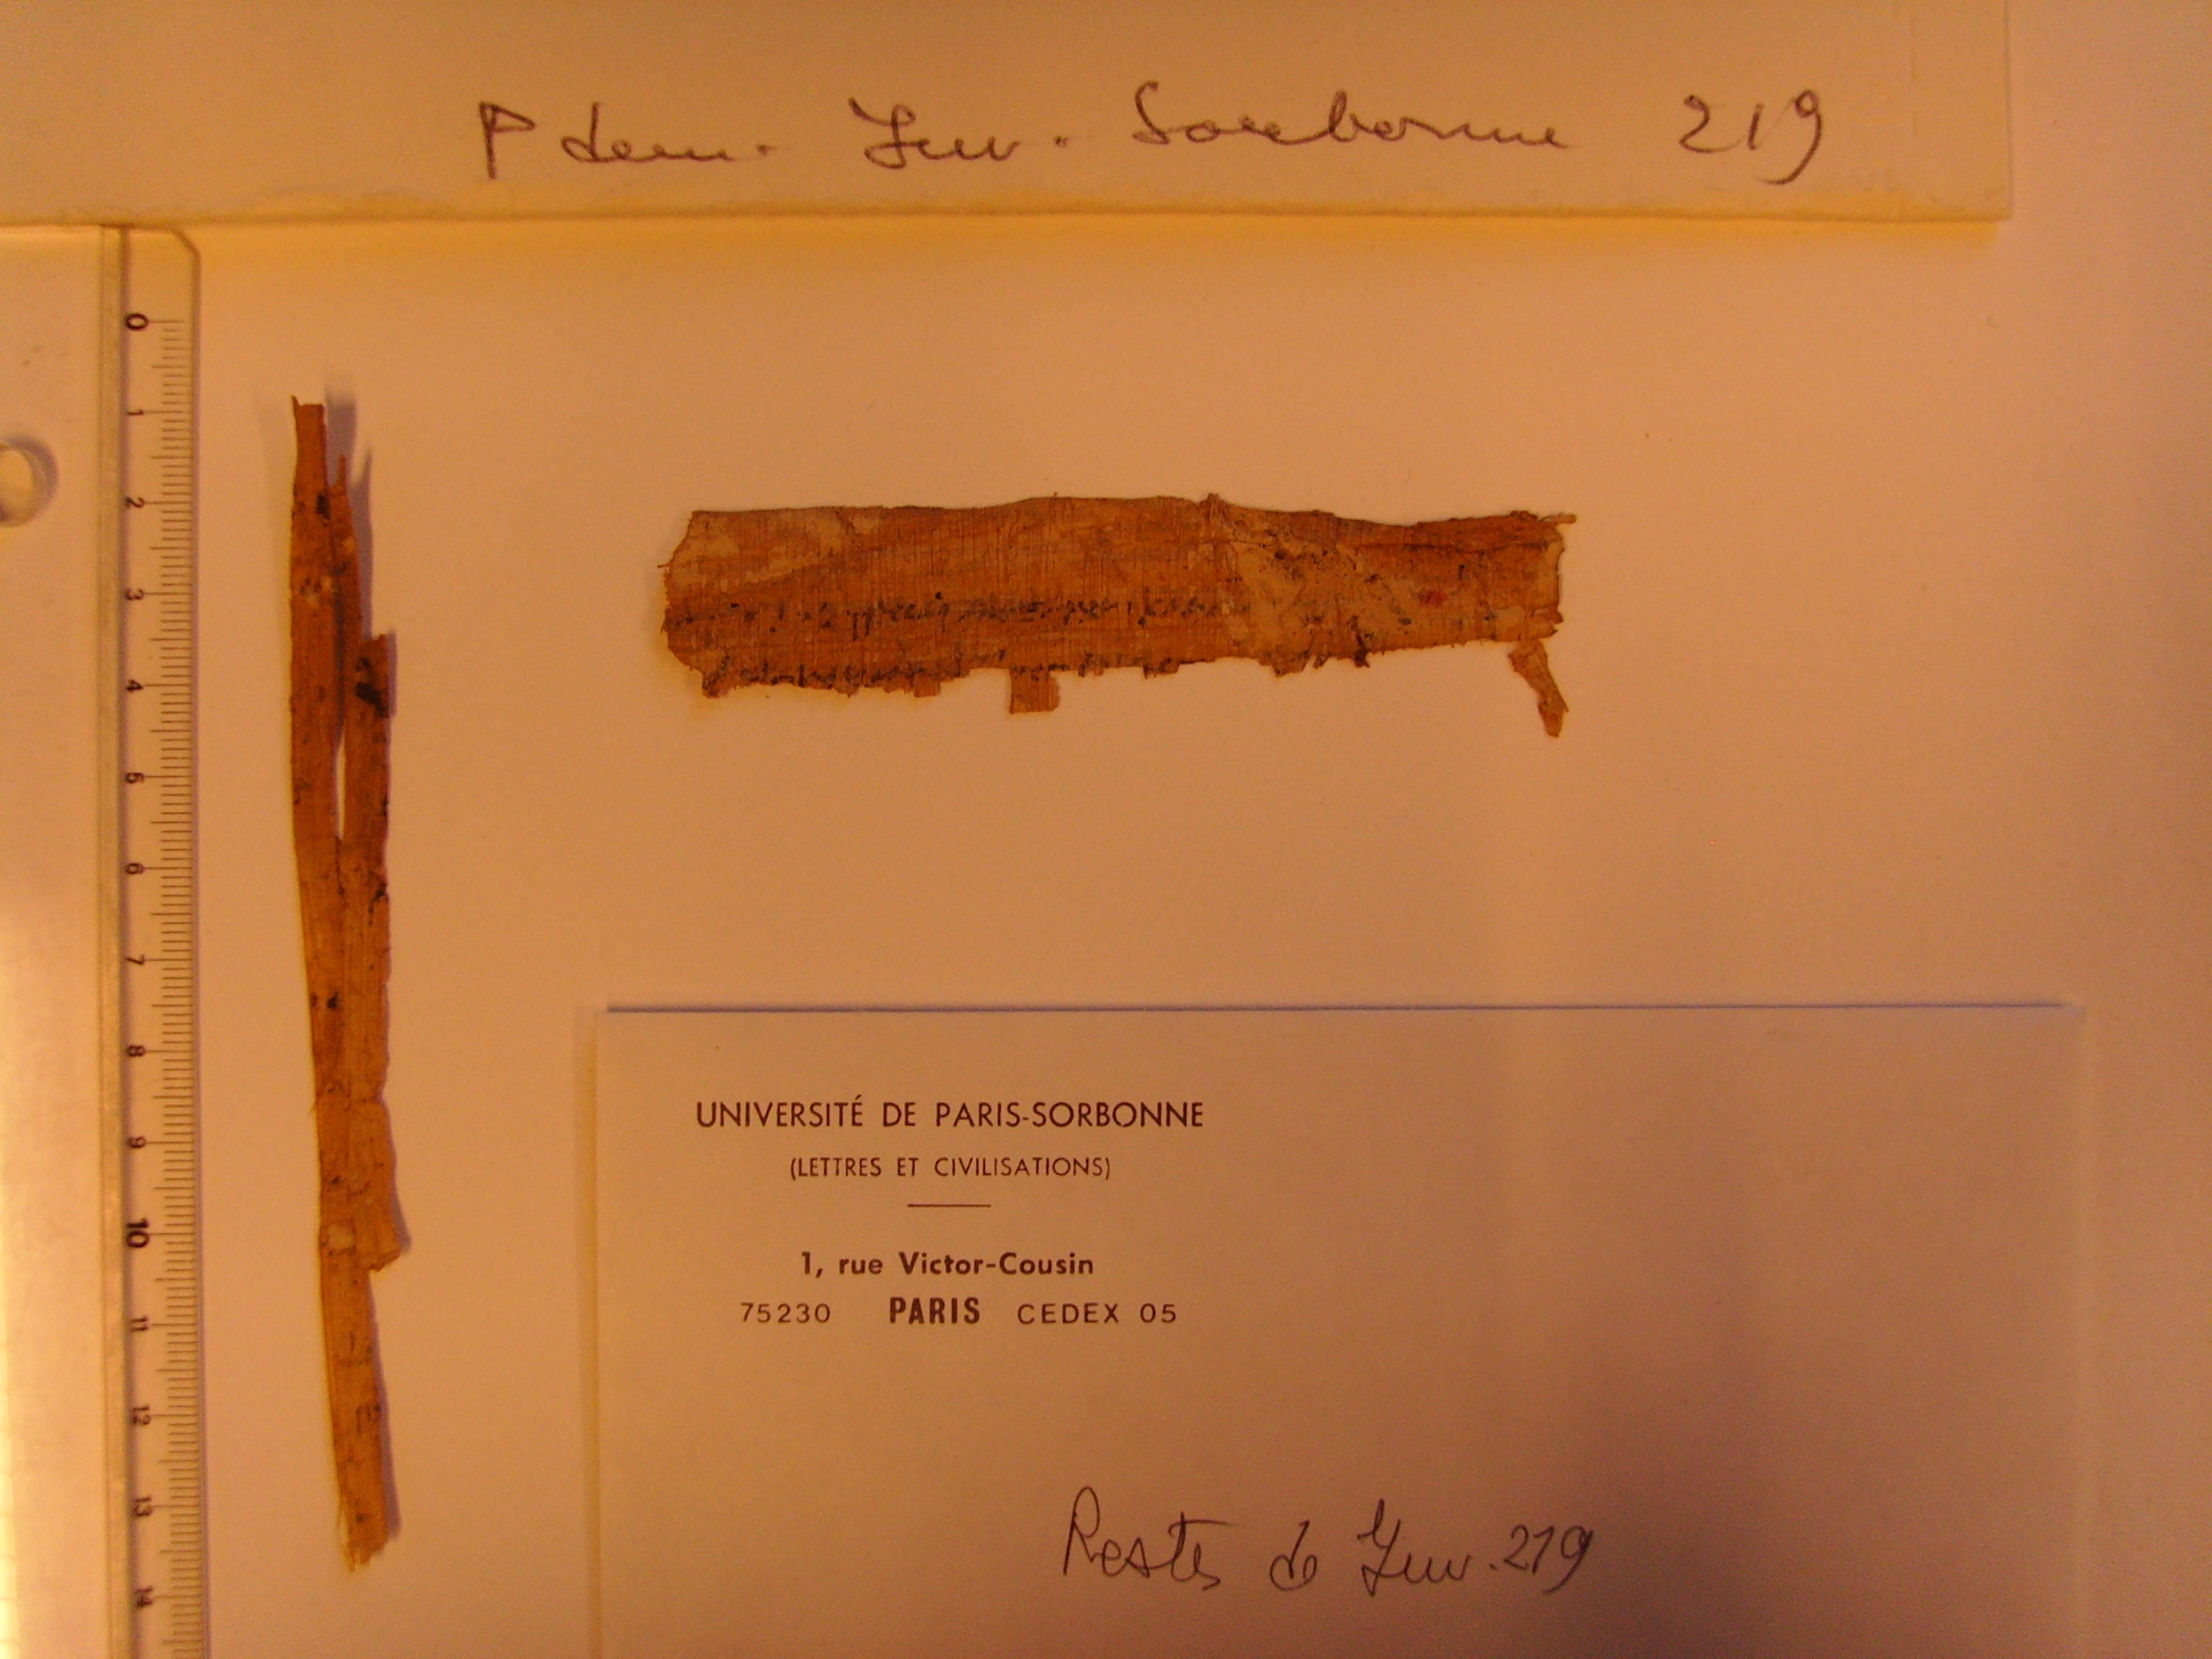 P dem. Inv. Sorbonne 219
0
1
2
3
4
5
6
7
8
9
10
11
12
13
14
UNIVERSITÉ DE PARIS-SORBONNE
(LETTRES ET CIVILISATIONS)
1, rue Victor-Cousin
75230 PARIS CEDEX 05
Restes de Inv. 219